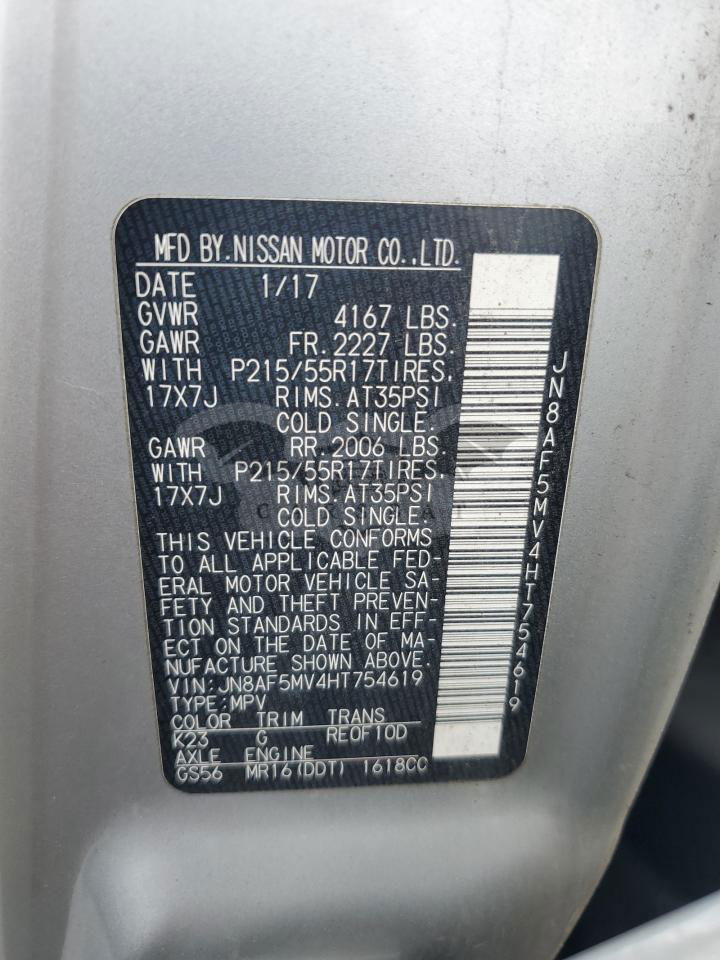 MFD BY.NISSAN MOTOR CO.,LTD.
DATE 1/17
GVWR 4167 LBS.
GAWR FR.2227 LBS.
WITH P215/55R17TIRES,
17X7J RIMS.AT35PSI
COLD SINGLE.
GAWR RR.2006 LBS.
WITH P215/55R17TIRES,
17X7J RIMS.AT35PSI
COLD SINGLE.
THIS VEHICLE CONFORMS
TO ALL APPLICABLE FED-
ERAL MOTOR VEHICLE SA-
FETY AND THEFT PREVEN-
TION STANDARDS IN EFF-
ECT ON THE DATE OF MA-
NUFACTURE SHOWN ABOVE.
VIN:JN8AF5MV4HT754619
TYPE:MPV
COLOR TRIM TRANS
K23 G RE0F10D
AXLE ENGINE
GS56 MR16(DDT) 1618CC
JN8AF5MV4HT754619